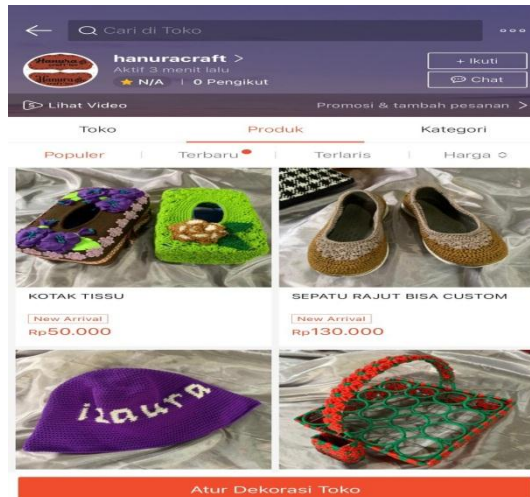 Cari di Toko
hanuracraft >
Aktif 3 menit lalu
N/A | 0 Pengikut
+ Ikuti
Chat
Lihat Video
Promosi & tambah pesanan >
Toko
Produk
Kategori
Populer
Terbaru
Terlaris
Harga
KOTAK TISSU
New Arrival
Rp50.000
SEPATU RAJUT BISA CUSTOM
New Arrival
Rp130.000
Atur Dekorasi Toko